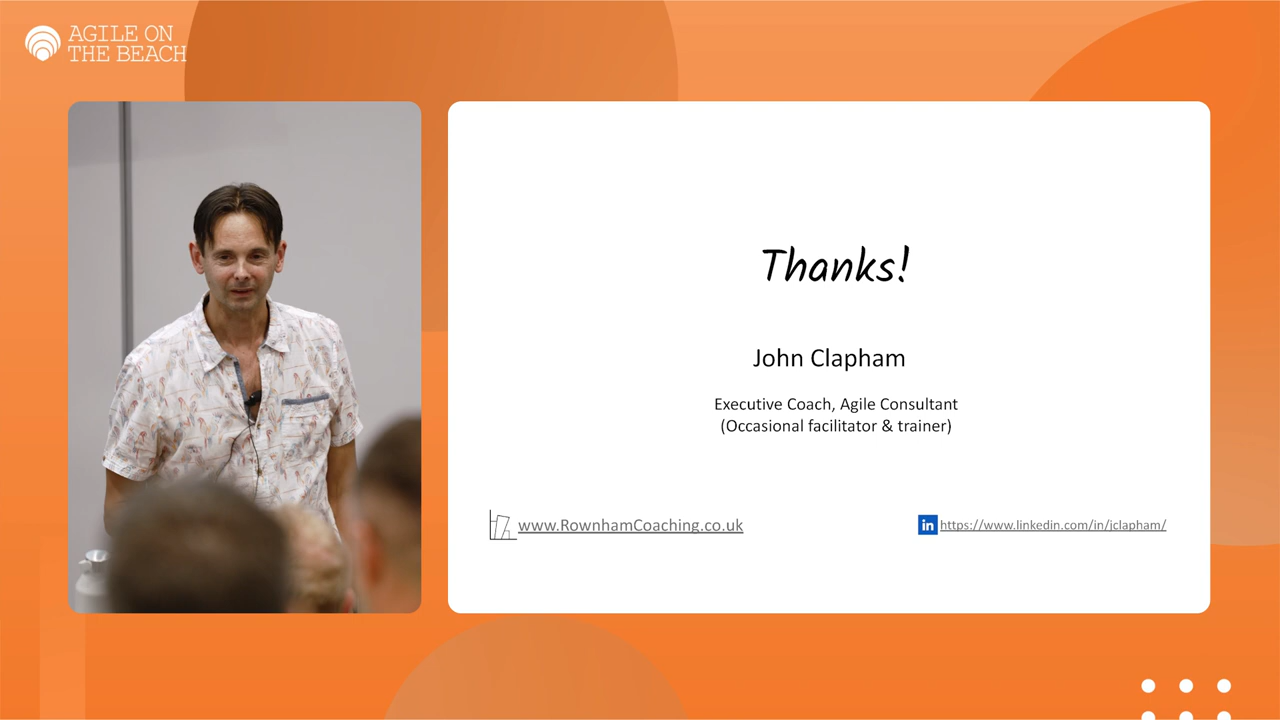 AGILE ON
THE BEACH
Thanks!
John Clapham
Executive Coach, Agile Consultant
(Occasional facilitator & trainer)
www.RownhamCoaching.co.uk
in https://www.linkedin.com/in/jclapham/